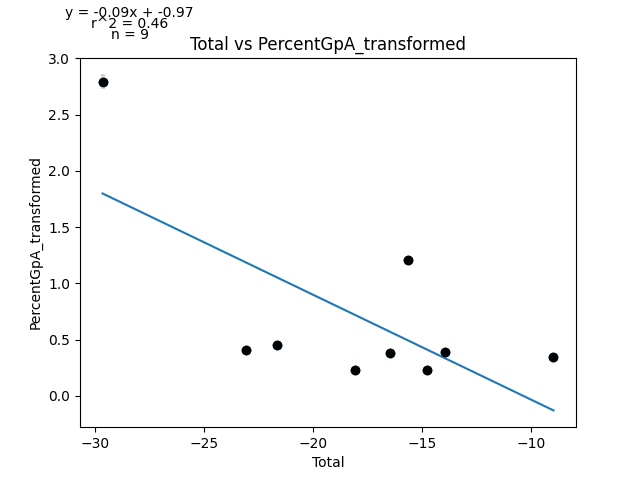 y = -0.09x + -0.97
r^2 = 0.46
n = 9
Total vs PercentGpA_transformed
3.0
2.5
2.0
1.5
1.0
0.5
0.0
PercentGpA_transformed
−30 −25 −20 −15 −10
Total